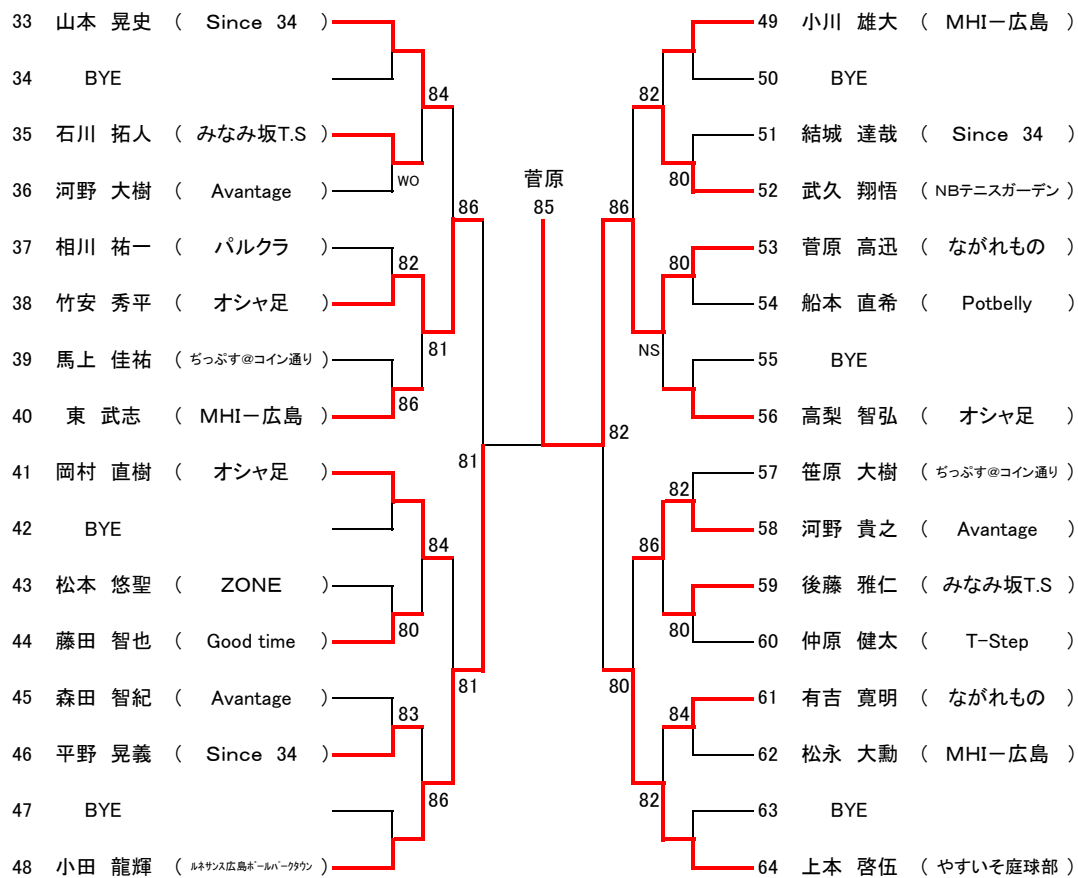 33 山本 晃史 ( Since 34 )
34 BYE
84
35 石川 拓人 ( みなみ坂T.S )
WO
36 河野 大樹 ( Avantage )
86
37 相川 祐一 ( パルクラ )
82
38 竹安 秀平 ( オシャ足 )
81
39 馬上 佳祐 ( ぢっぷす@コイン通り )
86
40 東 武志 ( MHIー広島 )
81
41 岡村 直樹 ( オシャ足 )
42 BYE
84
43 松本 悠聖 ( ZONE )
80
44 藤田 智也 ( Good time )
81
45 森田 智紀 ( Avantage )
83
46 平野 晃義 ( Since 34 )
86
47 BYE
48 小田 龍輝 ( ルネサンス広島ボールパークタウン )
菅原
85
49 小川 雄大 ( MHIー広島 )
50 BYE
82
51 結城 達哉 ( Since 34 )
80
52 武久 翔悟 ( NBテニスガーデン )
86
53 菅原 高迅 ( ながれもの )
80
54 船本 直希 ( Potbelly )
NS
55 BYE
56 高梨 智弘 ( オシャ足 )
82
57 笹原 大樹 ( ぢっぷす@コイン通り )
82
58 河野 貴之 ( Avantage )
86
59 後藤 雅仁 ( みなみ坂T.S )
80
60 仲原 健太 ( T-Step )
80
61 有吉 寛明 ( ながれもの )
84
62 松永 大勳 ( MHIー広島 )
82
63 BYE
64 上本 啓伍 ( やすいそ庭球部 )